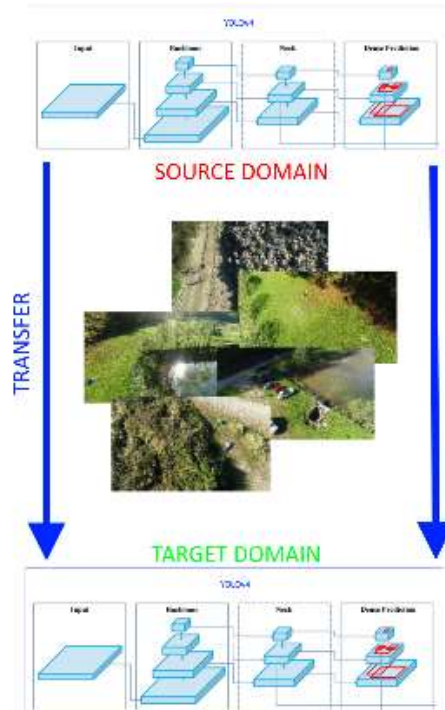 YOLOv4
Input Backbone Neck Dense Prediction
SOURCE DOMAIN
TRANSFER
TARGET DOMAIN
YOLOv4
Input Backbone Neck Dense Prediction